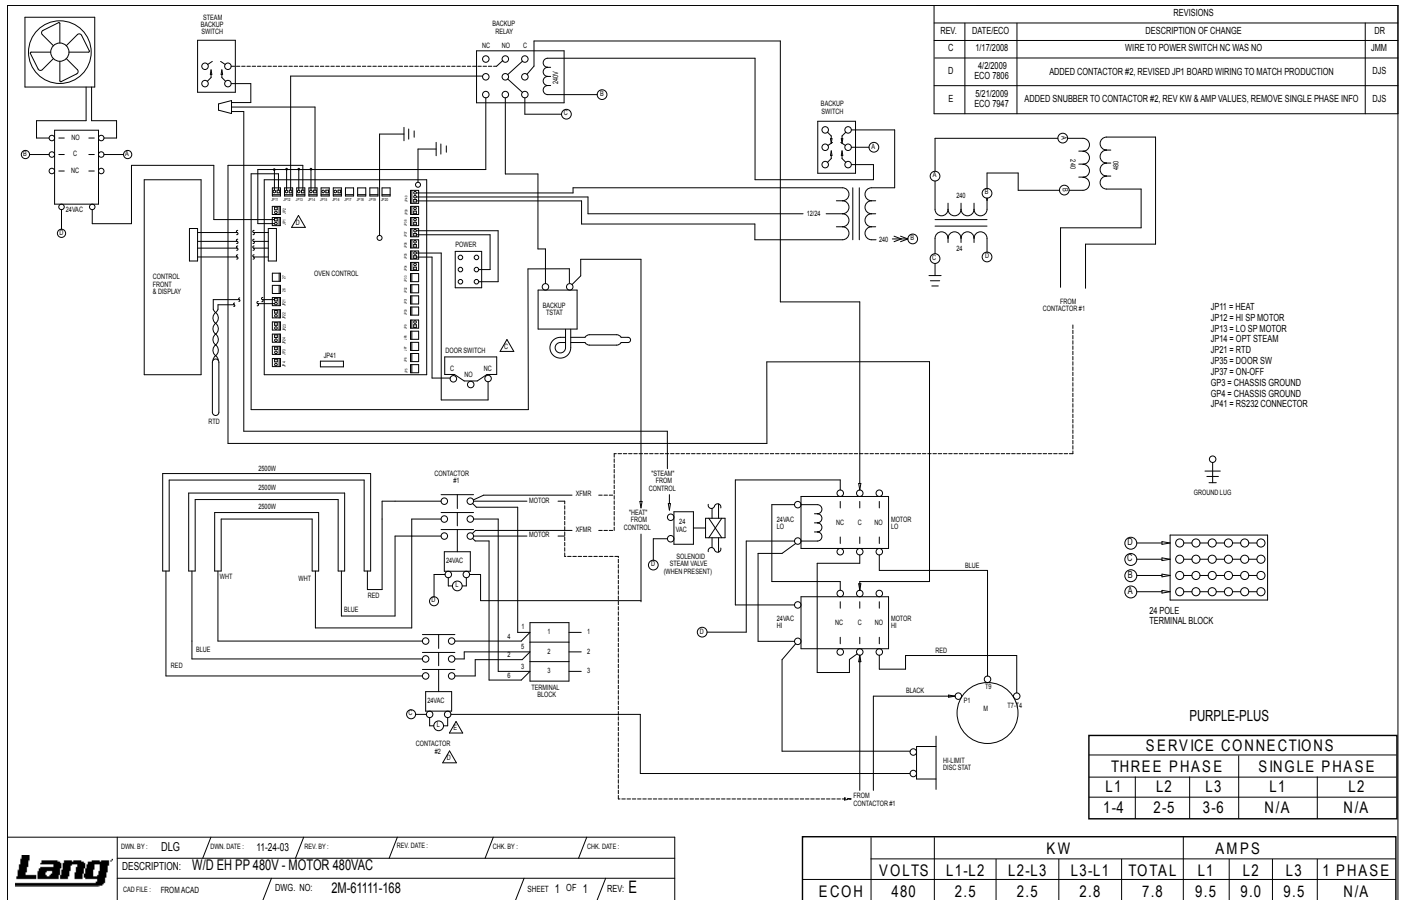 REVISIONS
REV. DATE/ECO DESCRIPTION OF CHANGE DR
C 1/17/2008 WIRE TO POWER SWITCH NC WAS NO JMM
D 4/2/2009 ECO 7806 ADDED CONTACTOR #2, REVISED JP1 BOARD WIRING TO MATCH PRODUCTION DJS
E 5/21/2009 ECO 7947 ADDED SNUBBER TO CONTACTOR #2, REV KW & AMP VALUES, REMOVE SINGLE PHASE INFO DJS
STEAM
BACKUP
SWITCH
BACKUP
RELAY
NC NO C
240V
B
C
NO
C
NC
B
A
24VAC
D
BACKUP
SWITCH
A
12/24
240
B
A
240
B
24
C
D
A
240
480
B
FROM
CONTACTOR #1
CONTROL
FRONT
& DISPLAY
RTD
JP11 JP12 JP13 JP14 JP15 JP16 JP17 JP18 JP19 JP20
D
OVEN CONTROL
JP41
POWER
DOOR SWITCH
C
C NO NC
BACKUP
TSTAT
JP11 = HEAT
JP12 = HI SP MOTOR
JP13 = LO SP MOTOR
JP14 = OPT STEAM
JP21 = RTD
JP35 = DOOR SW
JP37 = ON-OFF
GP3 = CHASSIS GROUND
GP4 = CHASSIS GROUND
JP41 = RS232 CONNECTOR
GROUND LUG
2500W
2500W
2500W
WHT
WHT
BLUE
RED
BLUE
RED
CONTACTOR
#1
XFMR
MOTOR
XFMR
MOTOR
24VAC
L
D
"HEAT"
FROM
CONTROL
"STEAM"
FROM
CONTROL
24
VAC
D
SOLENOID
STEAM VALVE
(WHEN PRESENT)
24VAC
LO
NC C NO
MOTOR
LO
BLUE
24VAC
HI
NC C NO
MOTOR
HI
D
RED
BLACK
P1
T9
M
T7-T4
HI-LIMIT
DISC STAT
FROM
CONTACTOR #1
1
4
5
2
3
6
1 1
2 2
3 3
TERMINAL
BLOCK
24VAC
C
L
E
CONTACTOR
#2
D
D
C
B
A
24 POLE
TERMINAL BLOCK
PURPLE-PLUS
SERVICE CONNECTIONS
THREE PHASE SINGLE PHASE
L1 L2 L3 L1 L2
1-4 2-5 3-6 N/A N/A
KW AMPS
VOLTS L1-L2 L2-L3 L3-L1 TOTAL L1 L2 L3 1 PHASE
ECOH 480 2.5 2.5 2.8 7.8 9.5 9.0 9.5 N/A
Lang
DWN. BY : DLG DWN. DATE : 11-24-03 REV. BY : REV. DATE : CHK. BY : CHK. DATE :
DESCRIPTION: W/D EH PP 480V - MOTOR 480VAC
CAD FILE : FROM ACAD DWG. NO: 2M-61111-168 SHEET 1 OF 1 REV: E